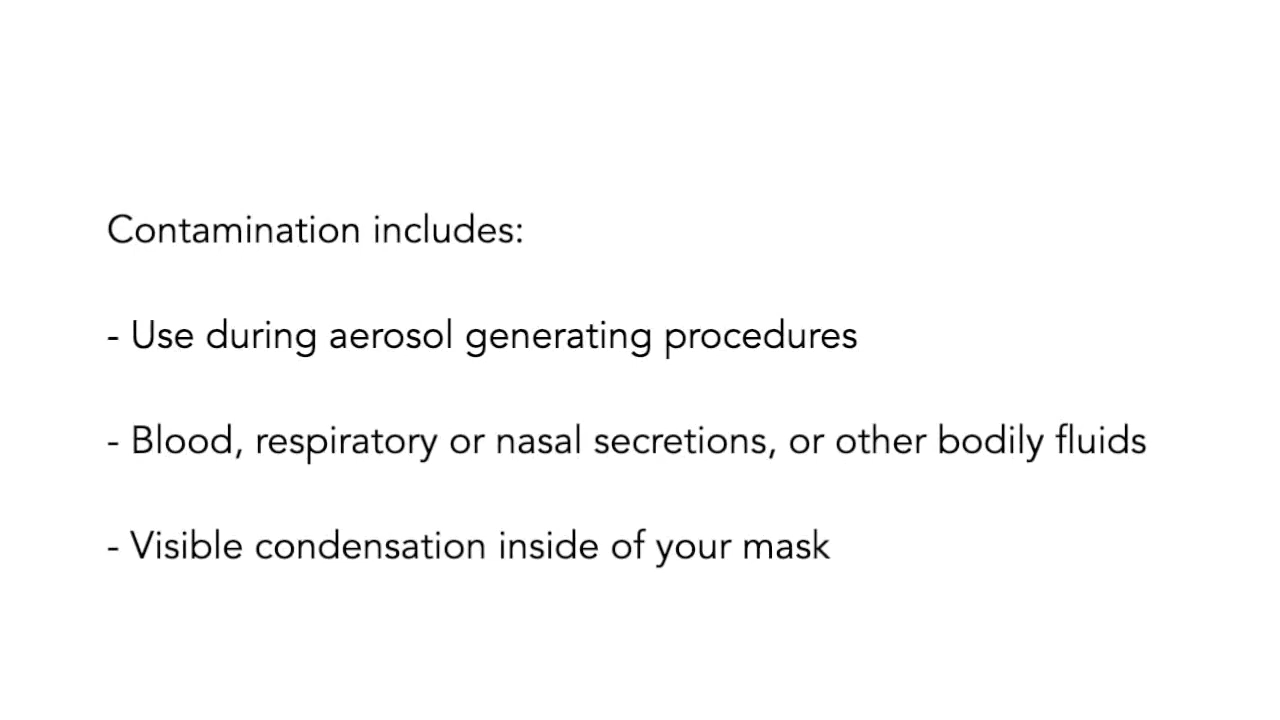 Contamination includes:
- Use during aerosol generating procedures
- Blood, respiratory or nasal secretions, or other bodily fluids
- Visible condensation inside of your mask